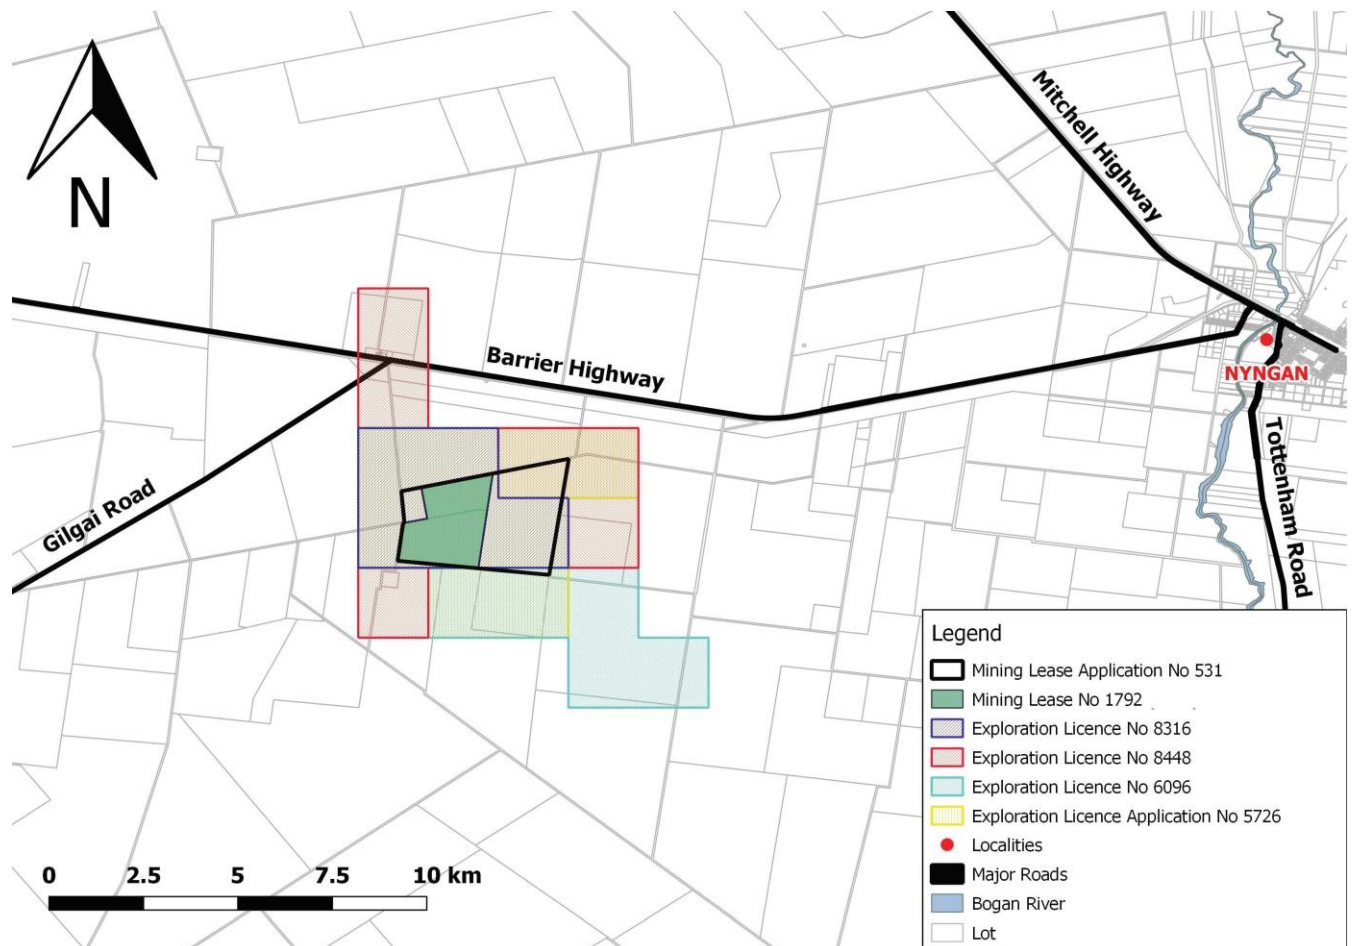 N
Mitchell Highway
Barrier Highway
NYNGAN
Gilgai Road
Tottenham Road
Legend
Mining Lease Application No 531
Mining Lease No 1792
Exploration Licence No 8316
Exploration Licence No 8448
Exploration Licence No 6096
Exploration Licence Application No 5726
Localities
Major Roads
Bogan River
Lot
0 2.5 5 7.5 10 km